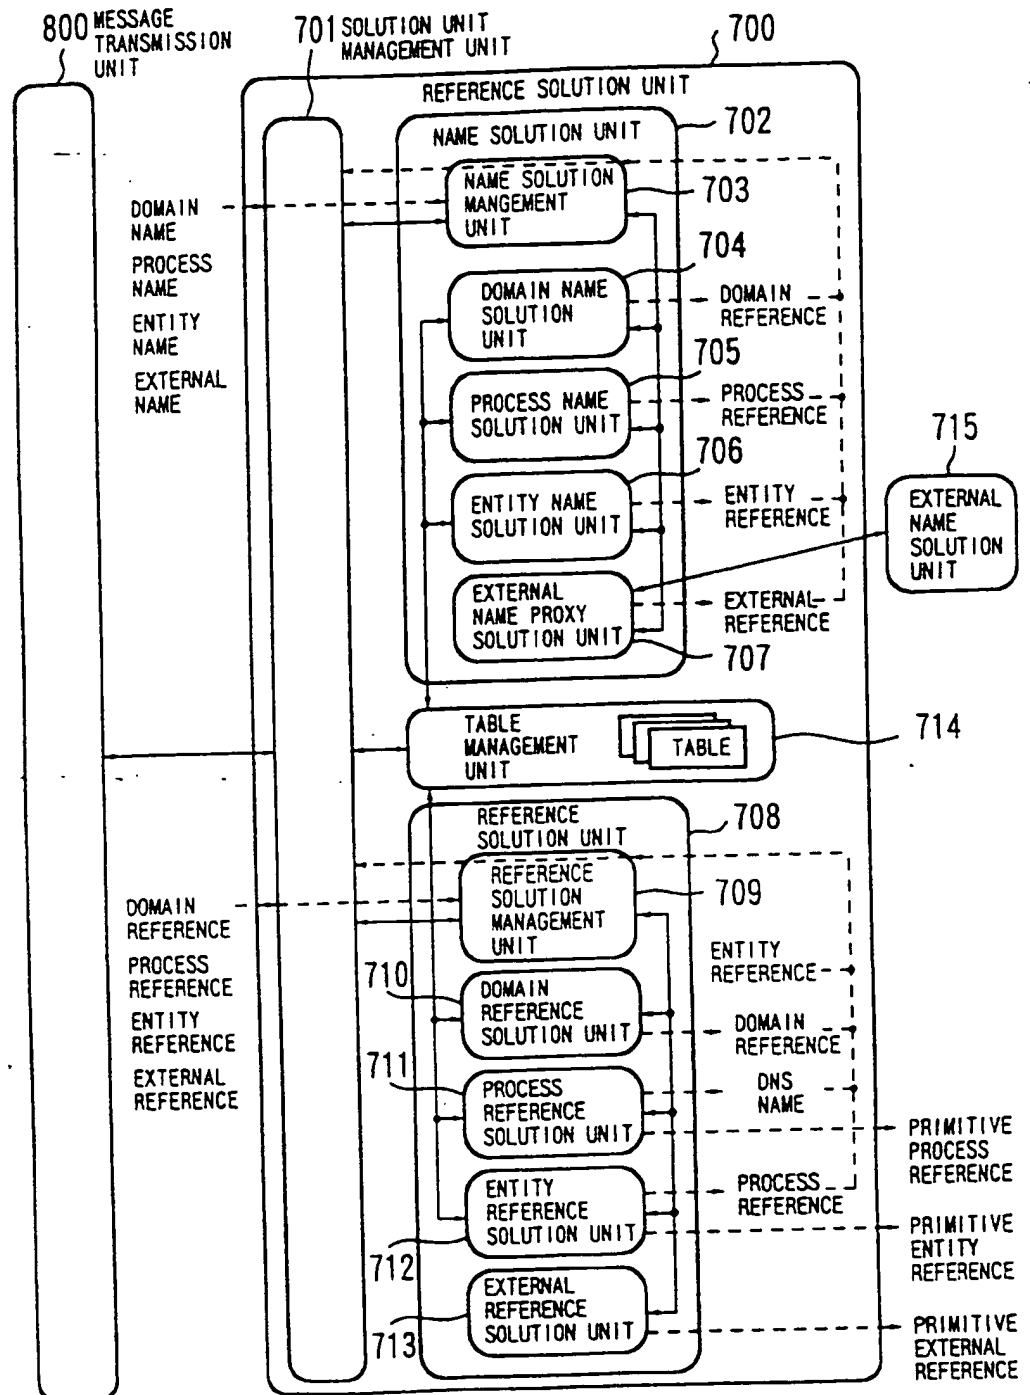 800 MESSAGE
TRANSMISSION
UNIT
701 SOLUTION UNIT
MANAGEMENT UNIT
700
REFERENCE SOLUTION UNIT
NAME SOLUTION UNIT
702
NAME SOLUTION
MANGEMENT
UNIT
703
DOMAIN
NAME
PROCESS
NAME
ENTITY
NAME
EXTERNAL
NAME
704
DOMAIN NAME
SOLUTION
UNIT
DOMAIN
REFERENCE
705
PROCESS NAME
SOLUTION UNIT
PROCESS
REFERENCE
706
ENTITY NAME
SOLUTION UNIT
ENTITY
REFERENCE
715
EXTERNAL
NAME
SOLUTION
UNIT
EXTERNAL
NAME PROXY
SOLUTION UNIT
EXTERNAL
REFERENCE
707
TABLE
MANAGEMENT
UNIT
TABLE
714
REFERENCE
SOLUTION UNIT
708
REFERENCE
SOLUTION
MANAGEMENT
UNIT
709
DOMAIN
REFERENCE
PROCESS
REFERENCE
ENTITY
REFERENCE
EXTERNAL
REFERENCE
ENTITY
REFERENCE
710
DOMAIN
REFERENCE
SOLUTION UNIT
DOMAIN
REFERENCE
711
PROCESS
REFERENCE
SOLUTION UNIT
DNS
NAME
PRIMITIVE
PROCESS
REFERENCE
ENTITY
REFERENCE
SOLUTION UNIT
PROCESS
REFERENCE
712
PRIMITIVE
ENTITY
REFERENCE
EXTERNAL
REFERENCE
SOLUTION UNIT
713
PRIMITIVE
EXTERNAL
REFERENCE